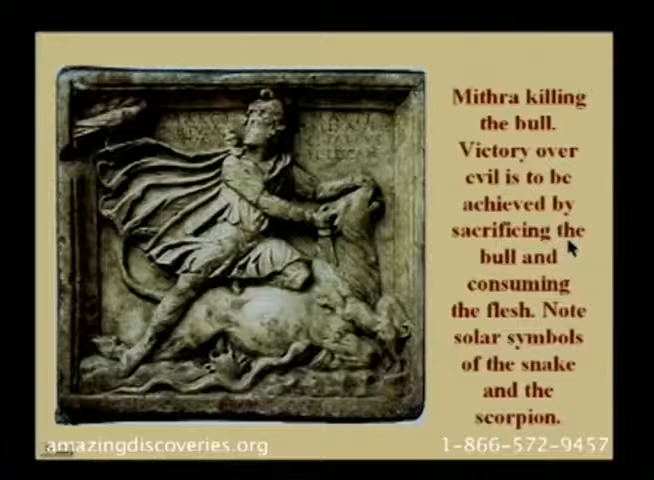 Mithra killing
the bull.
Victory over
evil is to be
achieved by
sacrificing the
bull and
consuming
the flesh. Note
solar symbols
of the snake
and the
scorpion.
amazingdiscoveries.org
1-866-572-9457